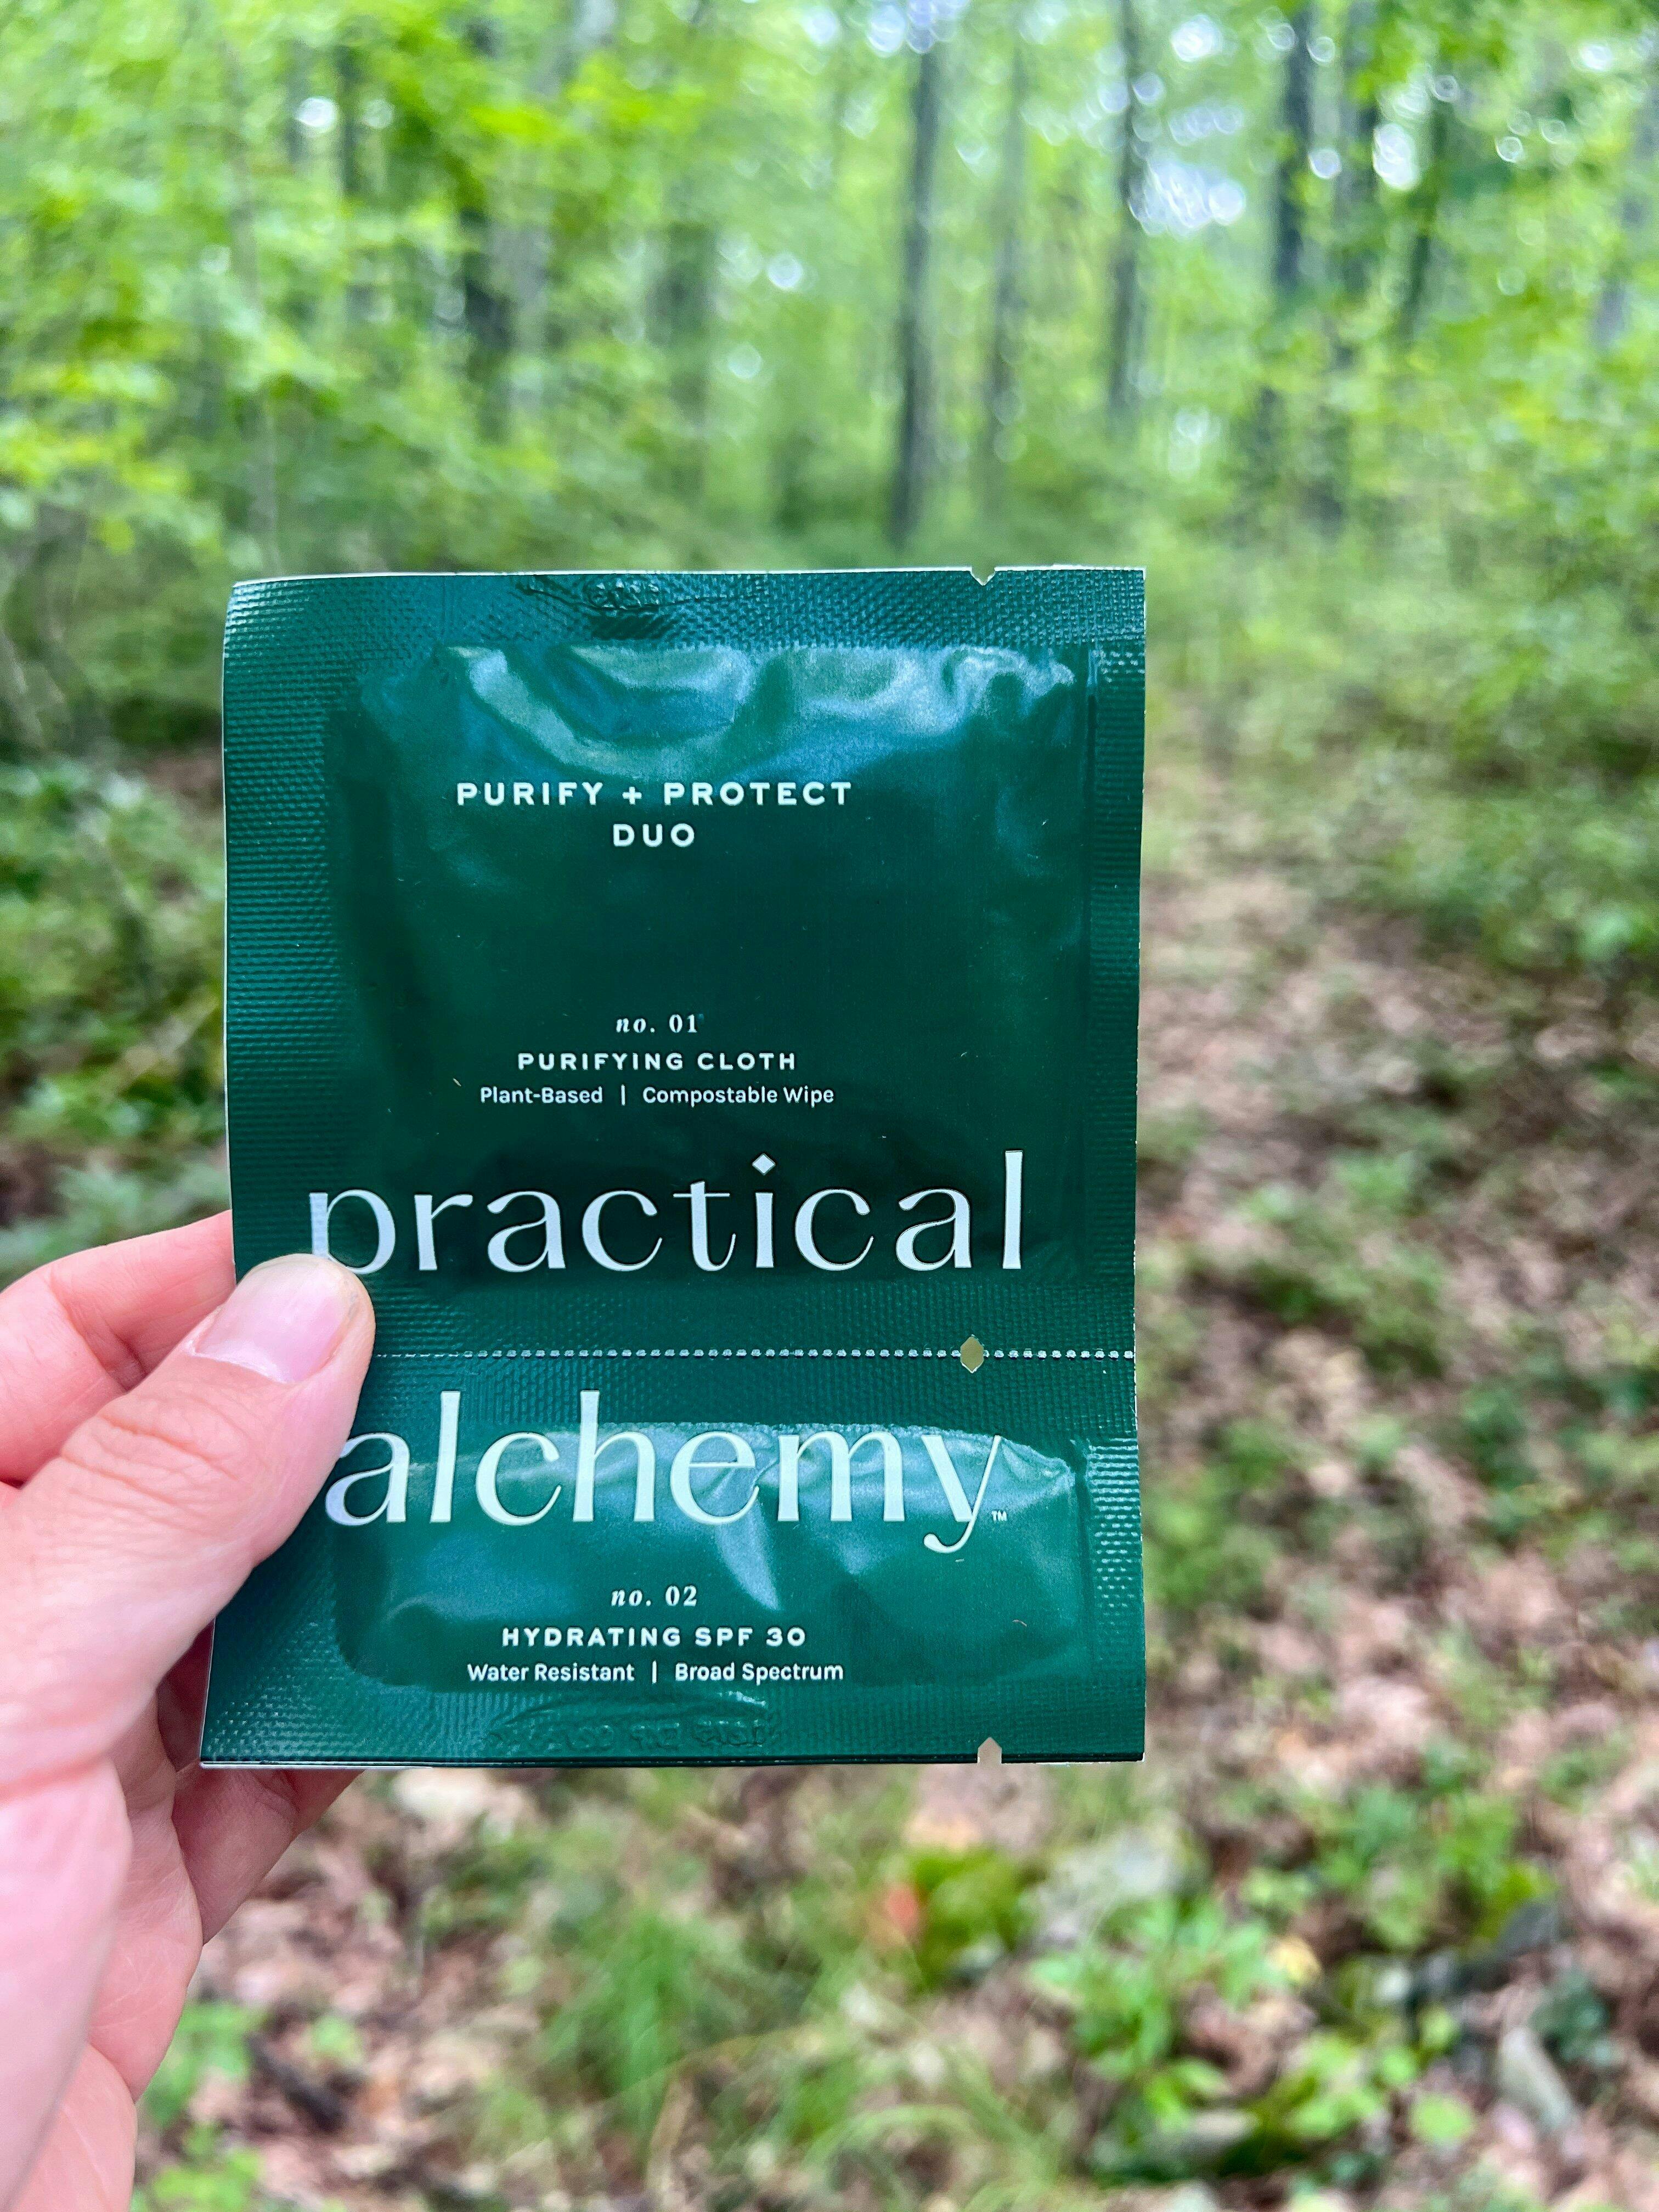 PURIFY + PROTECT
DUO
no. 01
PURIFYING CLOTH
Plant-Based | Compostable Wipe
practical
alchemy™
no. 02
HYDRATING SPF 30
Water Resistant | Broad Spectrum